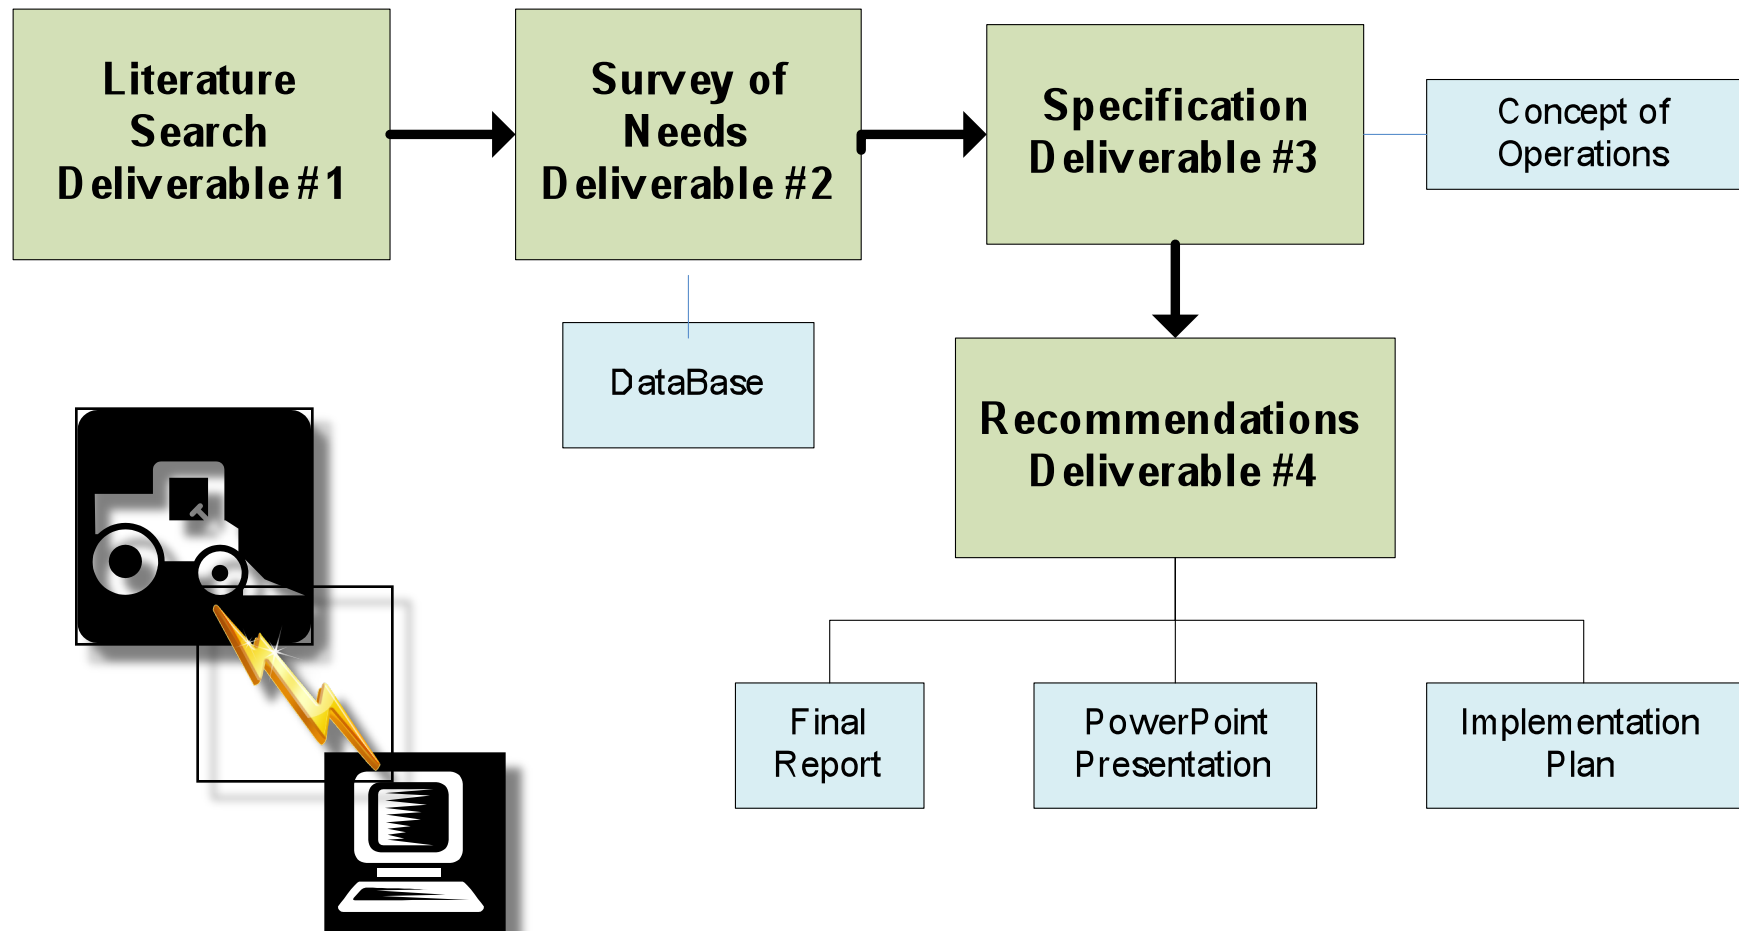 Literature
Search
Deliverable #1
Survey of
Needs
Deliverable #2
Specification
Deliverable #3
Concept of
Operations
DataBase
Recommendations
Deliverable #4
Final
Report
PowerPoint
Presentation
Implementation
Plan